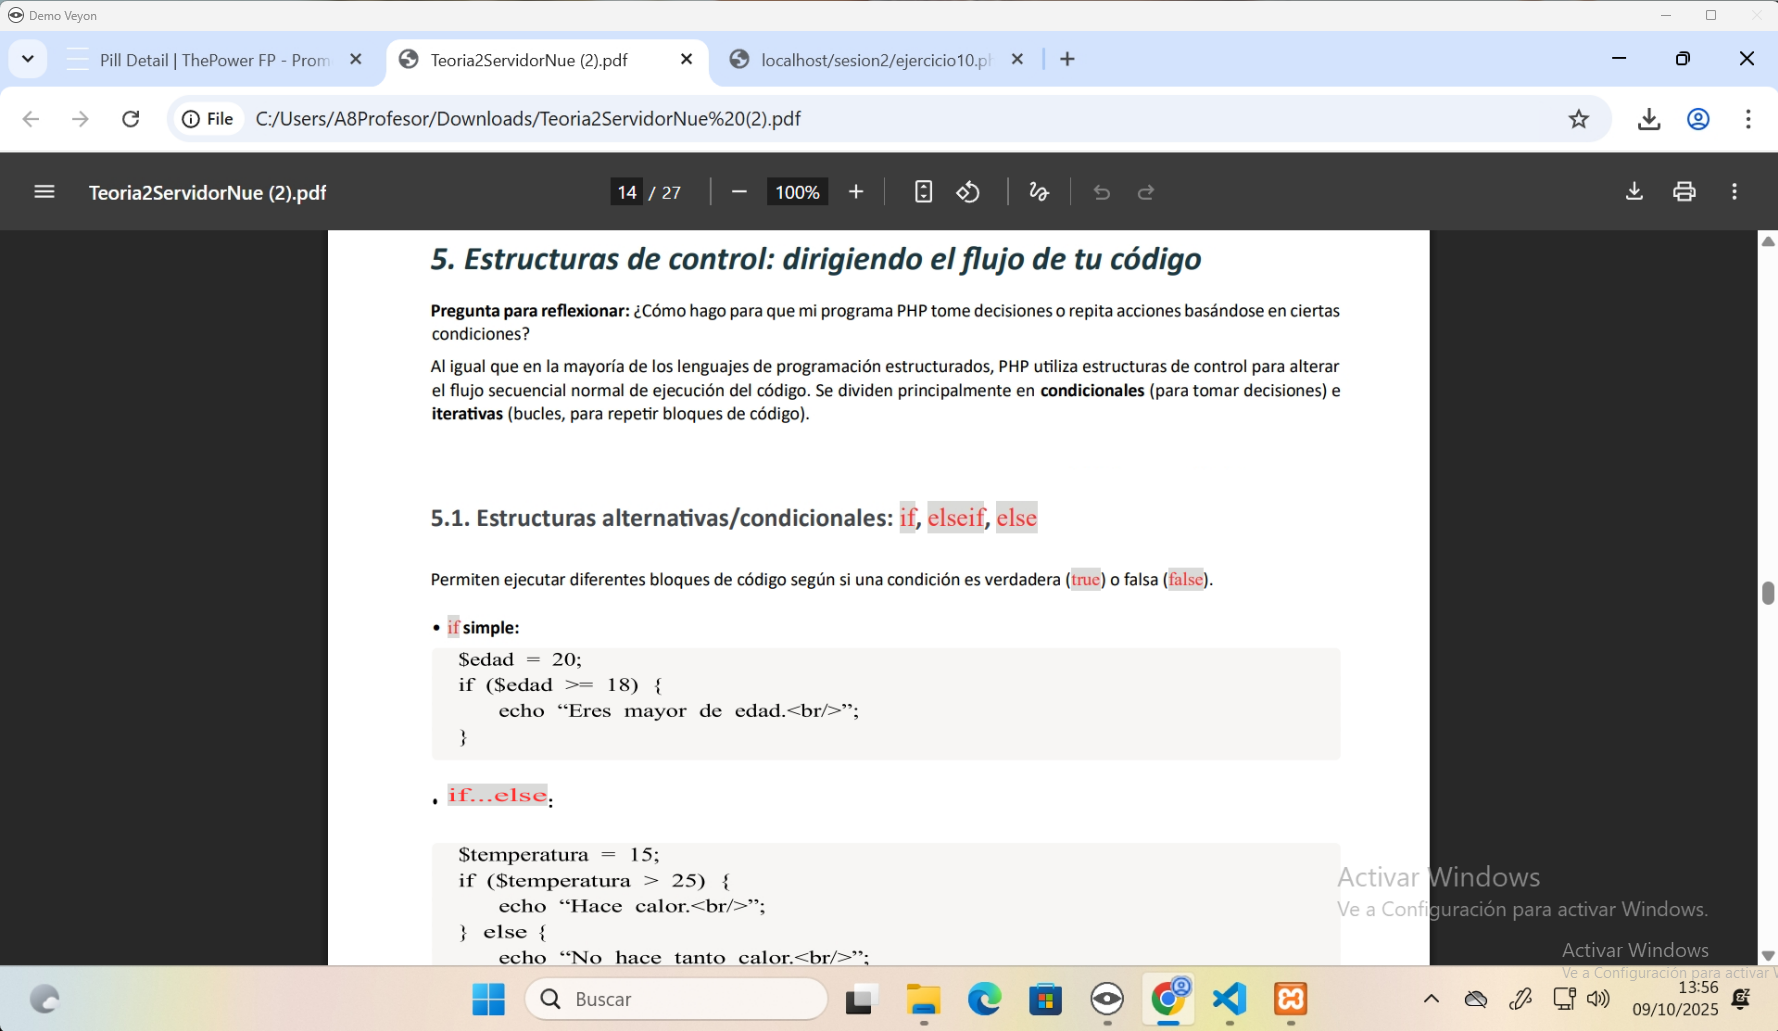 Demo Veyon
Pill Detail | ThePower FP - Prom
Teoria2ServidorNue (2).pdf
localhost/sesion2/ejercicio10.ph
File
C:/Users/A8Profesor/Downloads/Teoria2ServidorNue%20(2).pdf
Teoria2ServidorNue (2).pdf
14 / 27
100%
5. Estructuras de control: dirigiendo el flujo de tu código
Pregunta para reflexionar: ¿Cómo hago para que mi programa PHP tome decisiones o repita acciones basándose en ciertas
condiciones?
Al igual que en la mayoría de los lenguajes de programación estructurados, PHP utiliza estructuras de control para alterar
el flujo secuencial normal de ejecución del código. Se dividen principalmente en condicionales (para tomar decisiones) e
iterativas (bucles, para repetir bloques de código).
5.1. Estructuras alternativas/condicionales: if, elseif, else
Permiten ejecutar diferentes bloques de código según si una condición es verdadera (true) o falsa (false).
• if simple:
$edad = 20;
if ($edad >= 18) {
echo “Eres mayor de edad.<br/>”;
}
• if...else:
$temperatura = 15;
if ($temperatura > 25) {
echo “Hace calor.<br/>”;
} else {
echo “No hace tanto calor.<br/>”;
Activar Windows
Ve a Configuración para activar Windows.
Activar Windows
Ve a Configuración para activar W
Buscar
13:56
09/10/2025